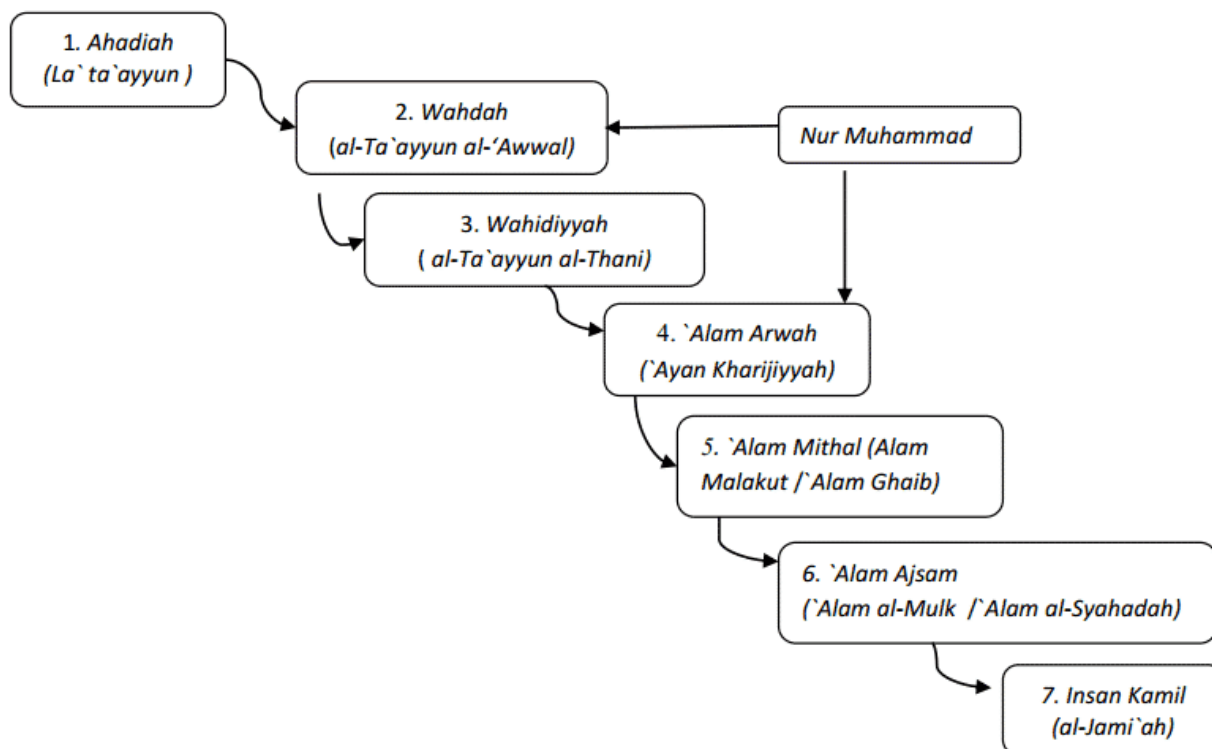 1. Ahadiah
(La` ta`ayyun )
2. Wahdah
(al-Ta`ayyun al-‘Awwal)
Nur Muhammad
3. Wahidiyyah
( al-Ta`ayyun al-Thani)
4. `Alam Arwah
(`Ayan Kharijiyyah)
5. `Alam Mithal (Alam
Malakut /`Alam Ghaib)
6. `Alam Ajsam
(`Alam al-Mulk /`Alam al-Syahadah)
7. Insan Kamil
(al-Jami`ah)